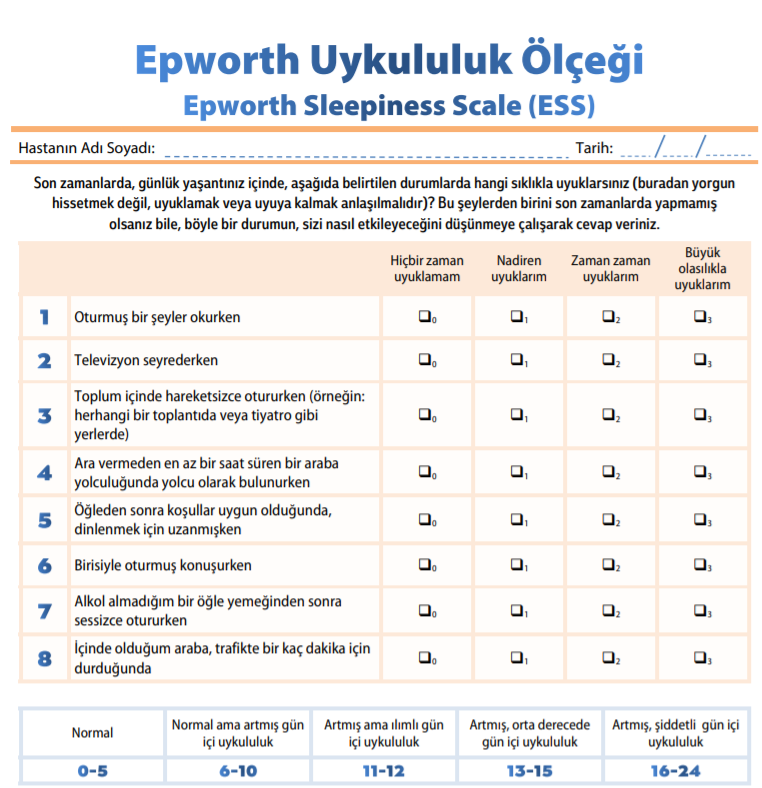 Epworth Uykululuk Ölçeği
Epworth Sleepiness Scale (ESS)
Hastanın Adı Soyadı: Tarih: / /
Son zamanlarda, günlük yaşantınız içinde, aşağıda belirtilen durumlarda hangi sıklıkla uyuklarsınız (buradan yorgun
hissetmek değil, uyuklamak veya uyuya kalmak anlaşılmalıdır)? Bu şeylerden birini son zamanlarda yapmamış
olsanız bile, böyle bir durumun, sizi nasıl etkileyeceğini düşünmeye çalışarak cevap veriniz.
Hiçbir zaman
uyuklamam
Nadiren
uyuklarım
Zaman zaman
uyuklarım
Büyük
olasılıkla
uyuklarım
1 Oturmuş bir şeyler okurken ❑0 ❑1 ❑2 ❑3
2 Televizyon seyrederken ❑0 ❑1 ❑2 ❑3
3 Toplum içinde hareketsizce otururken (örneğin:
herhangi bir toplantıda veya tiyatro gibi
yerlerde) ❑0 ❑1 ❑2 ❑3
4 Ara vermeden en az bir saat süren bir araba
yolculuğunda yolcu olarak bulunurken ❑0 ❑1 ❑2 ❑3
5 Öğleden sonra koşullar uygun olduğunda,
dinlenmek için uzanmışken ❑0 ❑1 ❑2 ❑3
6 Birisiyle oturmuş konuşurken ❑0 ❑1 ❑2 ❑3
7 Alkol almadığım bir öğle yemeğinden sonra
sessizce otururken ❑0 ❑1 ❑2 ❑3
8 İçinde olduğum araba, trafikte bir kaç dakika için
durduğunda ❑0 ❑1 ❑2 ❑3
Normal
Normal ama artmış gün
içi uykululuk
Artmış ama ılımlı gün
içi uykululuk
Artmış, orta derecede
gün içi uykululuk
Artmış, şiddetli gün içi
uykululuk
0-5 6-10 11-12 13-15 16-24